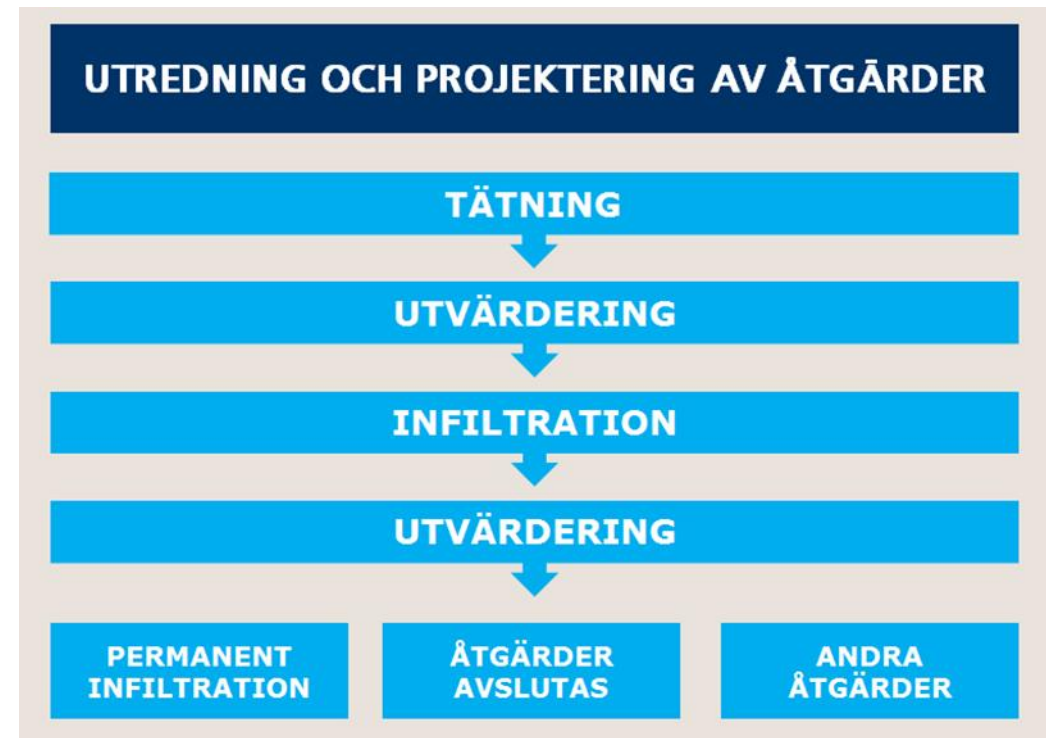 UTREDNING OCH PROJEKTERING AV ÅTGÄRDER
TÄTNING
UTVÄRDERING
INFILTRATION
UTVÄRDERING
PERMANENT
INFILTRATION
ÅTGÄRDER
AVSLUTAS
ANDRA
ÅTGÄRDER